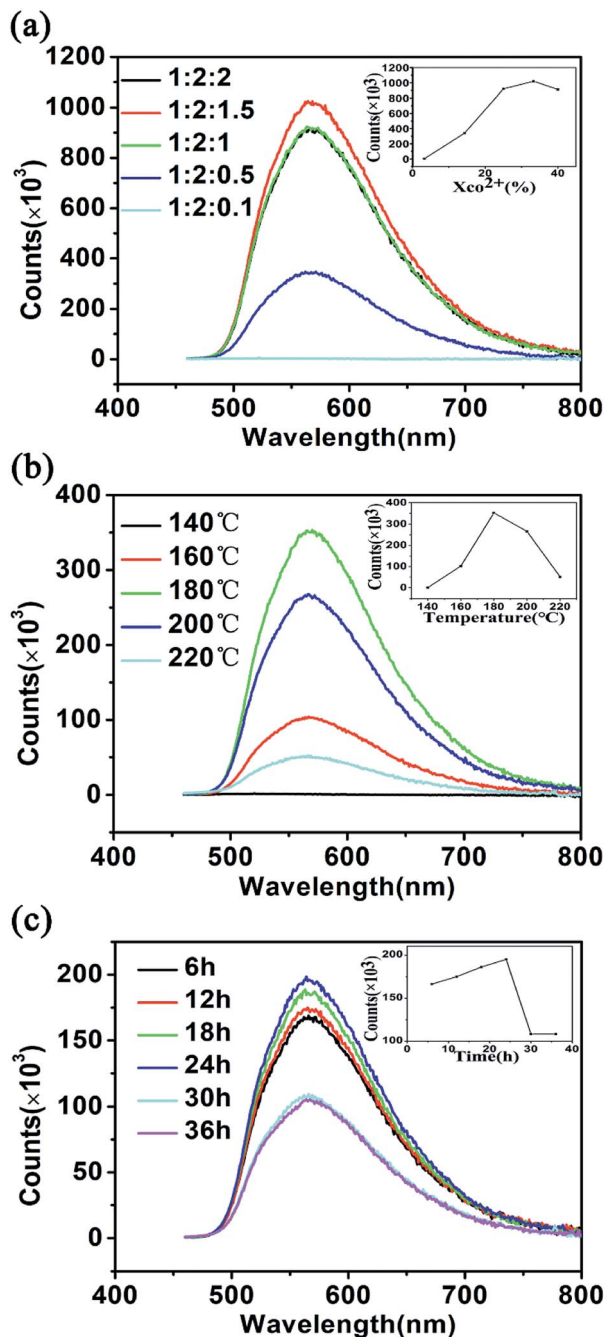 (a)
1200
1000
800
600
400
200
0
Counts(×10³)
1:2:2
1:2:1.5
1:2:1
1:2:0.5
1:2:0.1
1200
1000
800
600
400
200
0
Counts(×10³)
0 20 40
Xco²⁺(%)
400 500 600 700 800
Wavelength(nm)
(b)
400
300
200
100
0
Counts(×10³)
140℃
160℃
180℃
200℃
220℃
400
300
200
100
0
Counts(×10³)
140 160 180 200 220
Temperature(°C)
400 500 600 700 800
Wavelength(nm)
(c)
200
150
100
50
0
Counts(×10³)
6h
12h
18h
24h
30h
36h
200
150
100
Counts(×10³)
0 10 20 30 40
Time(h)
400 500 600 700 800
Wavelength(nm)